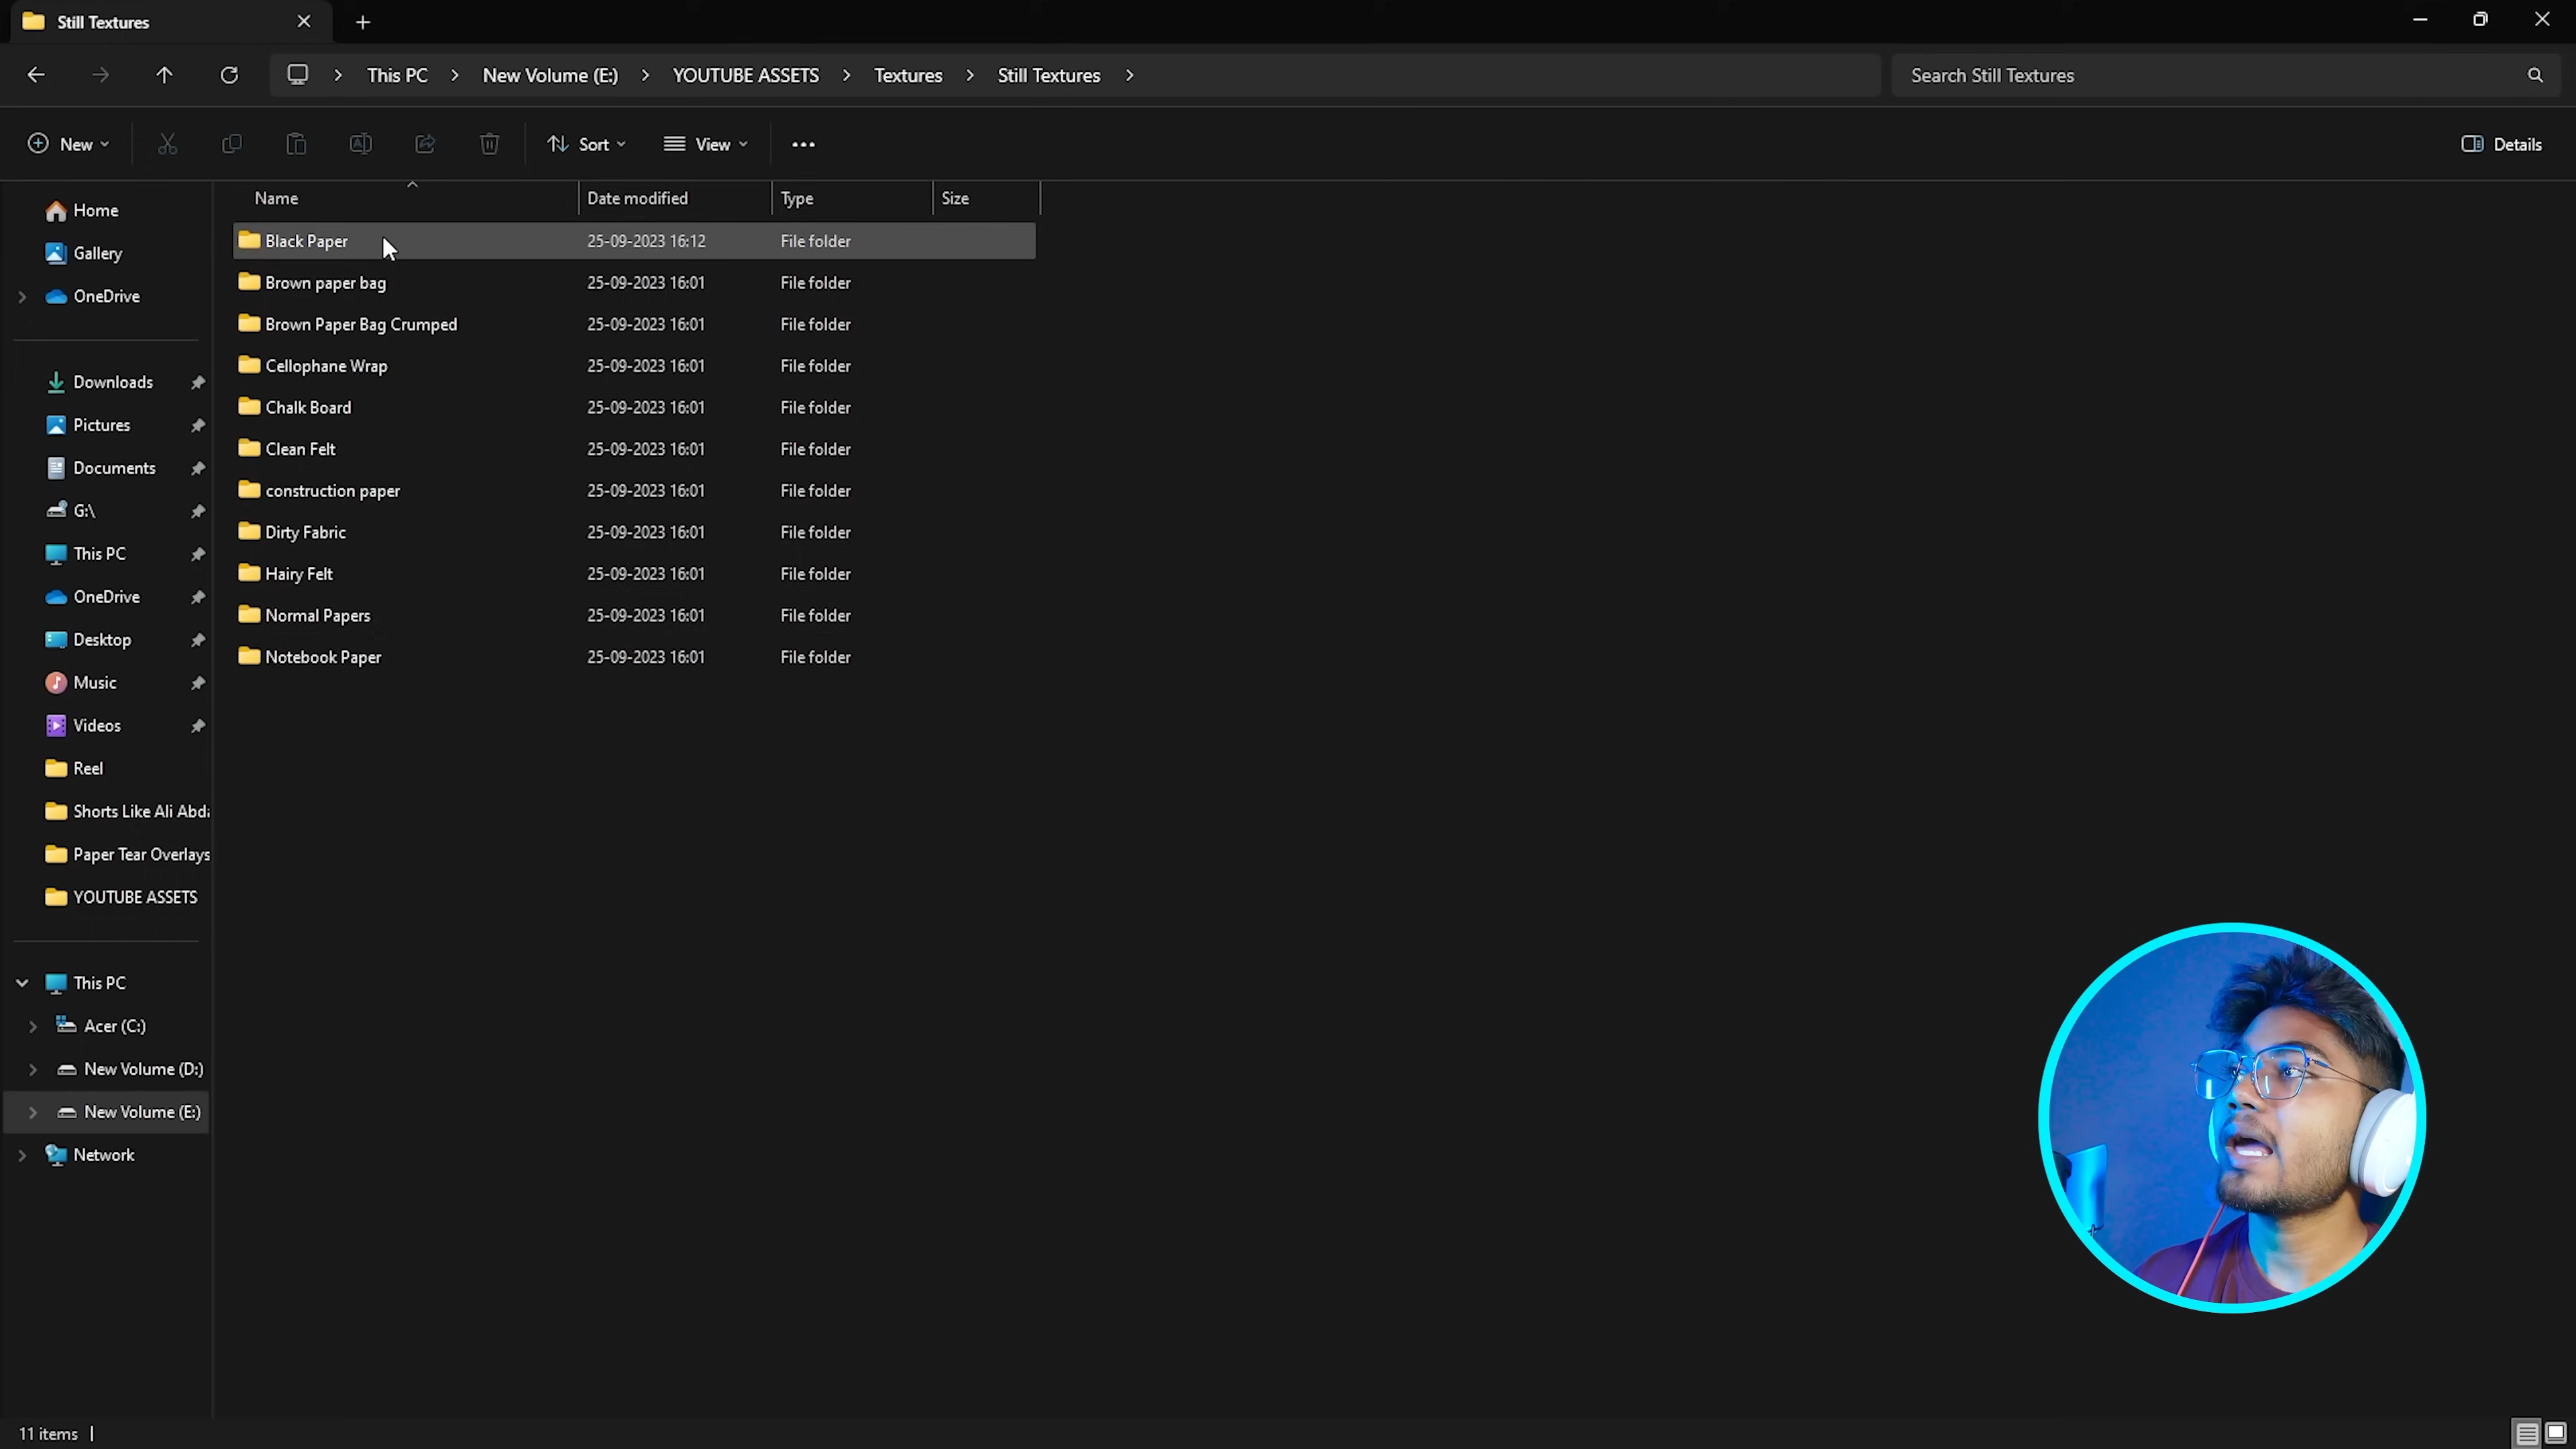 Still Textures
This PC > New Volume (E:) > YOUTUBE ASSETS > Textures > Still Textures >
Search Still Textures
New
Sort
View
Details
Home
Gallery
OneDrive
Downloads
Pictures
Documents
G:\
This PC
OneDrive
Desktop
Music
Videos
Reel
Shorts Like Ali Abda
Paper Tear Overlays
YOUTUBE ASSETS
This PC
Acer (C:)
New Volume (D:)
New Volume (E:)
Network
Name Date modified Type Size
Black Paper 25-09-2023 16:12 File folder
Brown paper bag 25-09-2023 16:01 File folder
Brown Paper Bag Crumped 25-09-2023 16:01 File folder
Cellophane Wrap 25-09-2023 16:01 File folder
Chalk Board 25-09-2023 16:01 File folder
Clean Felt 25-09-2023 16:01 File folder
construction paper 25-09-2023 16:01 File folder
Dirty Fabric 25-09-2023 16:01 File folder
Hairy Felt 25-09-2023 16:01 File folder
Normal Papers 25-09-2023 16:01 File folder
Notebook Paper 25-09-2023 16:01 File folder
11 items